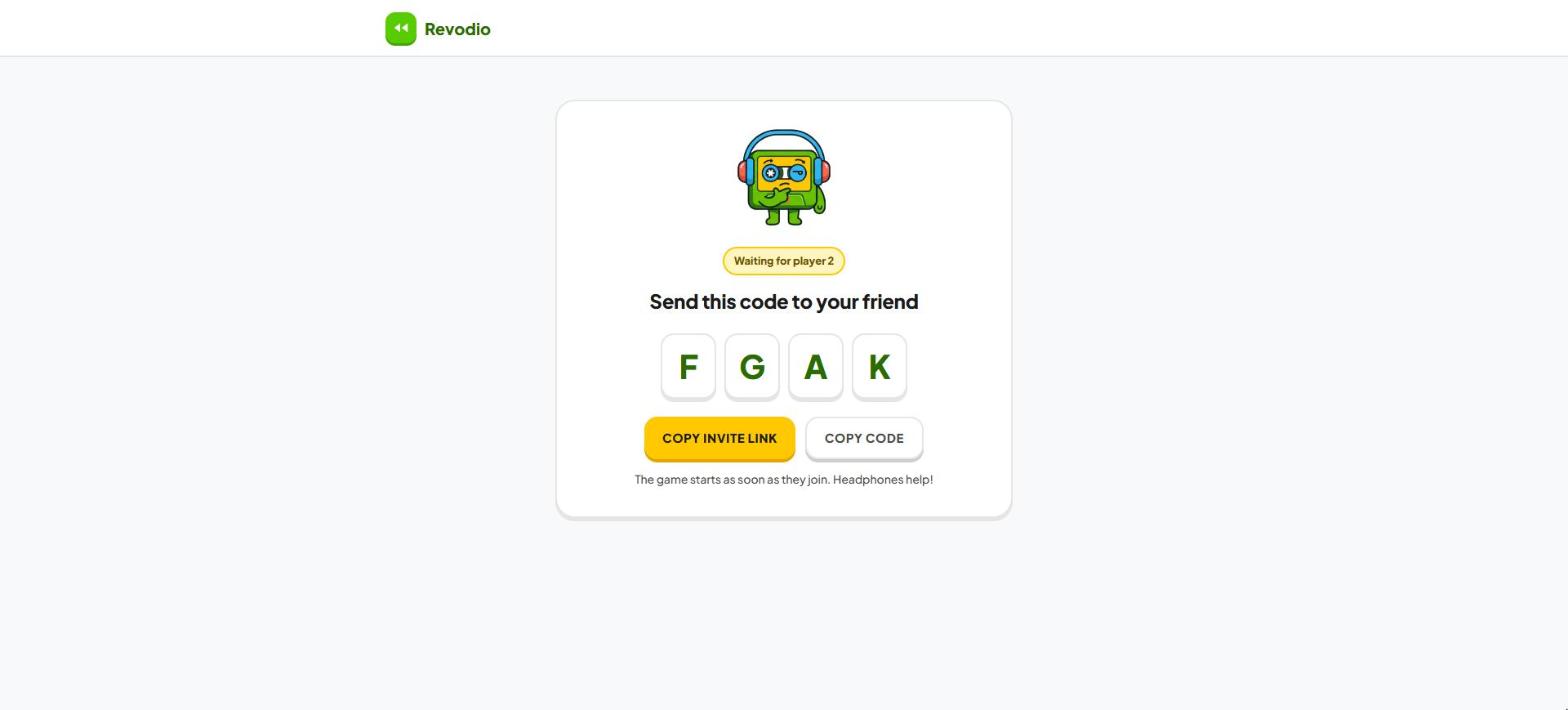 Revodio
Waiting for player 2
Send this code to your friend
F G A K
COPY INVITE LINK COPY CODE
The game starts as soon as they join. Headphones help!